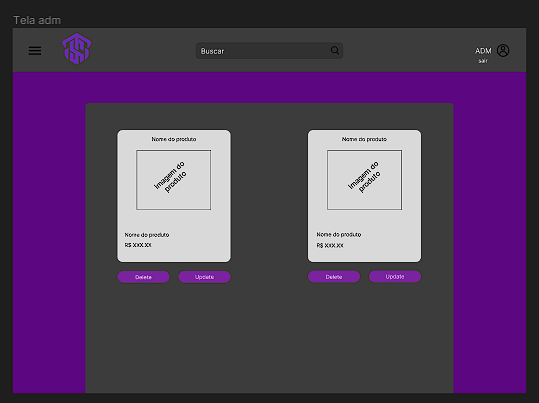 Tela adm
Buscar
ADM
sair
Nome do produto
Imagem do
produto
Nome do produto
R$ XXX.XX
Delete
Update
Nome do produto
Imagem do
produto
Nome do produto
R$ XXX.XX
Delete
Update